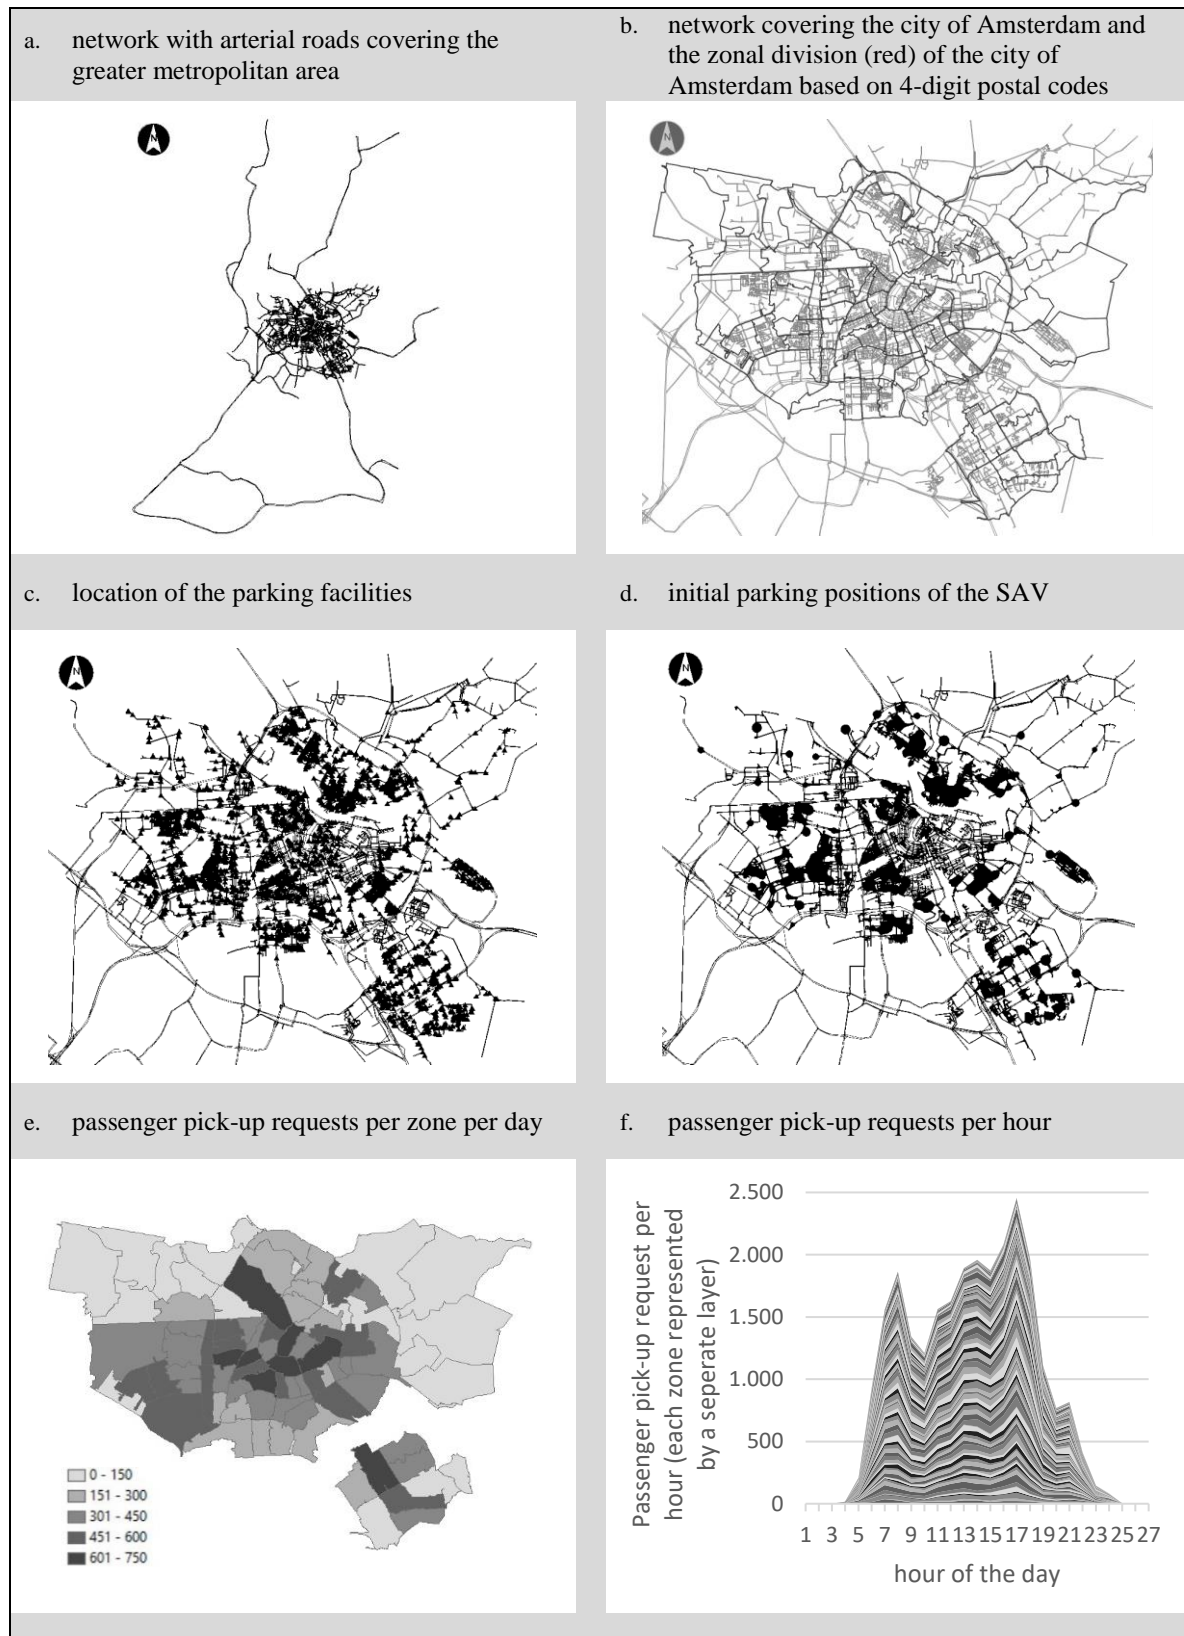 a. network with arterial roads covering the
greater metropolitan area
b. network covering the city of Amsterdam and
the zonal division (red) of the city of
Amsterdam based on 4-digit postal codes
N
N
c. location of the parking facilities
d. initial parking positions of the SAV
N
N
e. passenger pick-up requests per zone per day
f. passenger pick-up requests per hour
0 - 150
151 - 300
301 - 450
451 - 600
601 - 750
Passenger pick-up request per
hour (each zone represented
by a seperate layer)
2.500
2.000
1.500
1.000
500
0
1 3 5 7 9 11 13 15 17 19 21 23 25 27
hour of the day